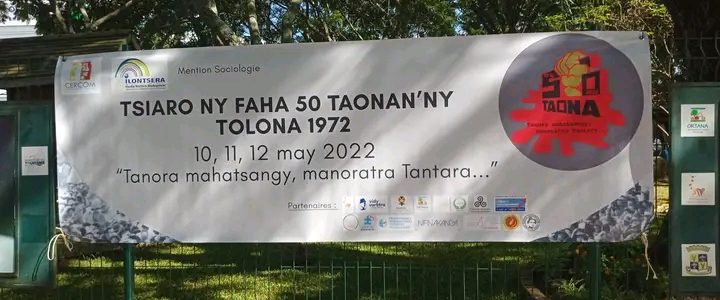 CERCOM
ILONTSERA
Mention Sociologie
TSIARO NY FAHA 50 TAONAN'NY
TOLONA 1972
10, 11, 12 may 2022
"Tanora mahatsangy, manoratra Tantara..."
Partenaires :
50
TAONA
ORTANA